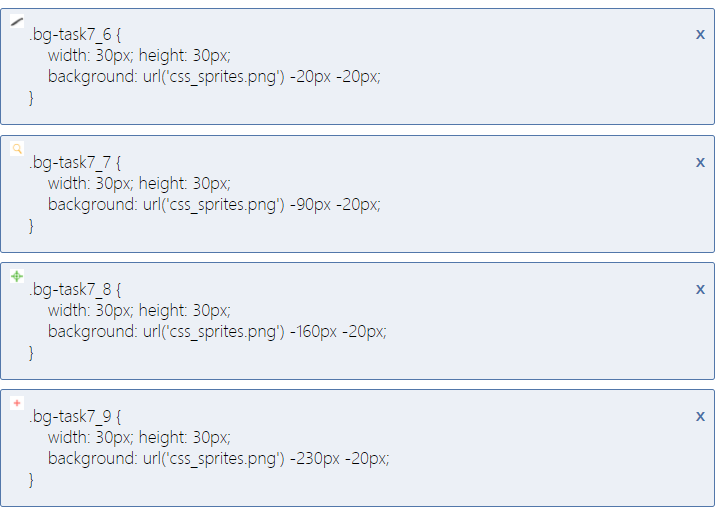 .bg-task7_6 {
x
width: 30px; height: 30px;
background: url('css_sprites.png') -20px -20px;
}
.bg-task7_7 {
x
width: 30px; height: 30px;
background: url('css_sprites.png') -90px -20px;
}
.bg-task7_8 {
x
width: 30px; height: 30px;
background: url('css_sprites.png') -160px -20px;
}
.bg-task7_9 {
x
width: 30px; height: 30px;
background: url('css_sprites.png') -230px -20px;
}